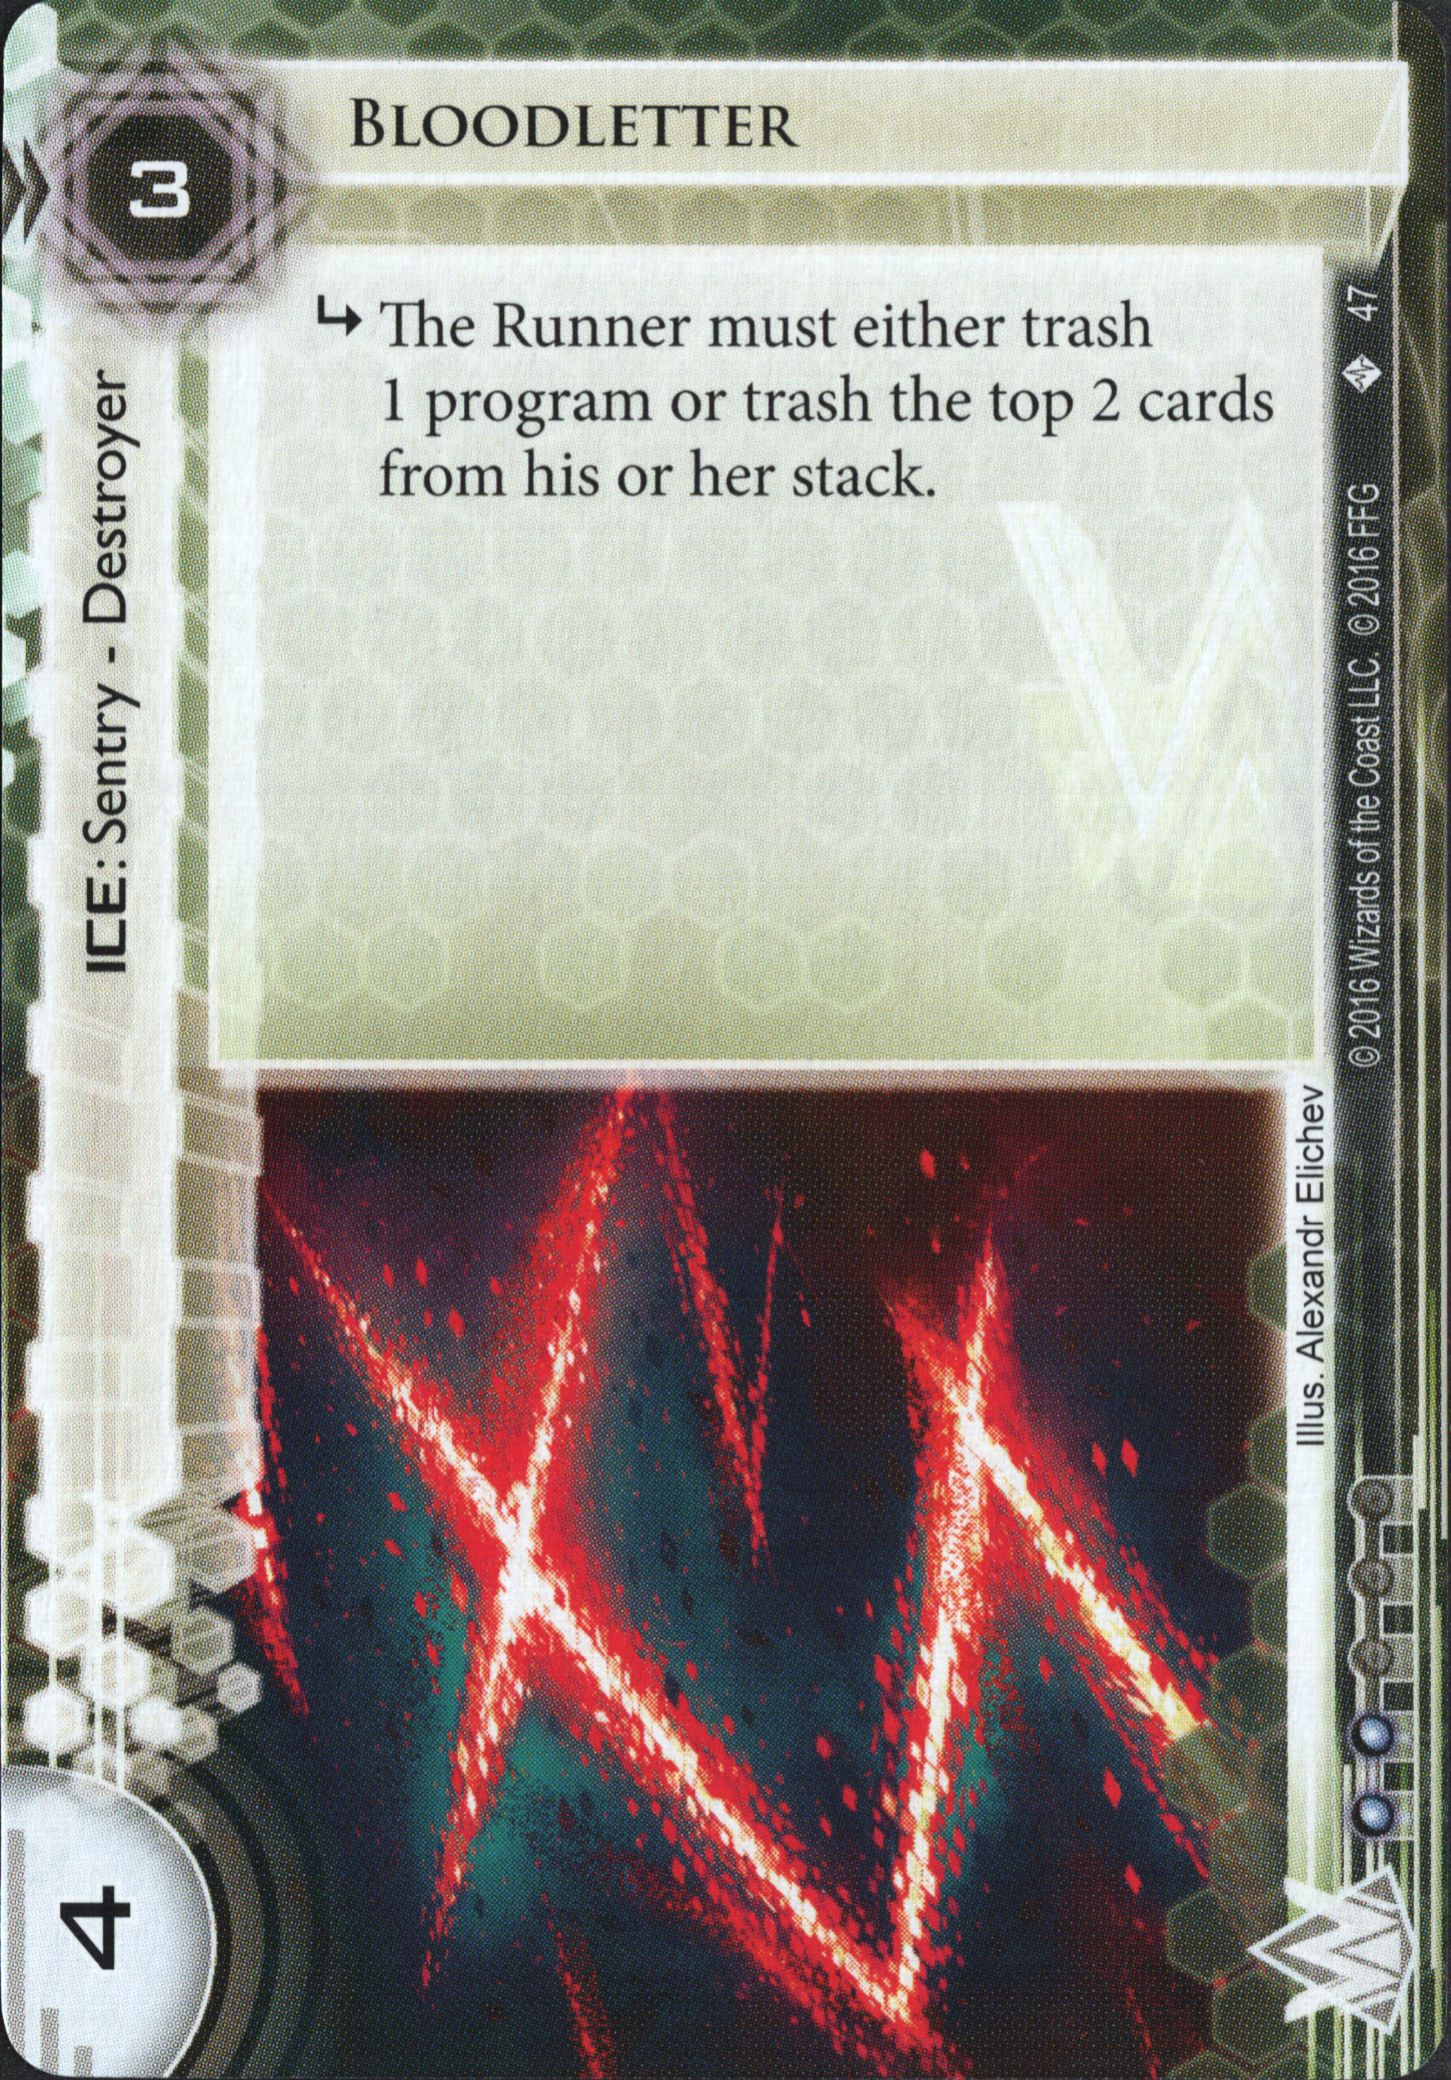 BLOODLETTER
3
↳ The Runner must either trash
1 program or trash the top 2 cards
from his or her stack.
ICE: Sentry - Destroyer
4
Illus. Alexandr Elichev
© 2016 Wizards of the Coast LLC. © 2016 FFG
47